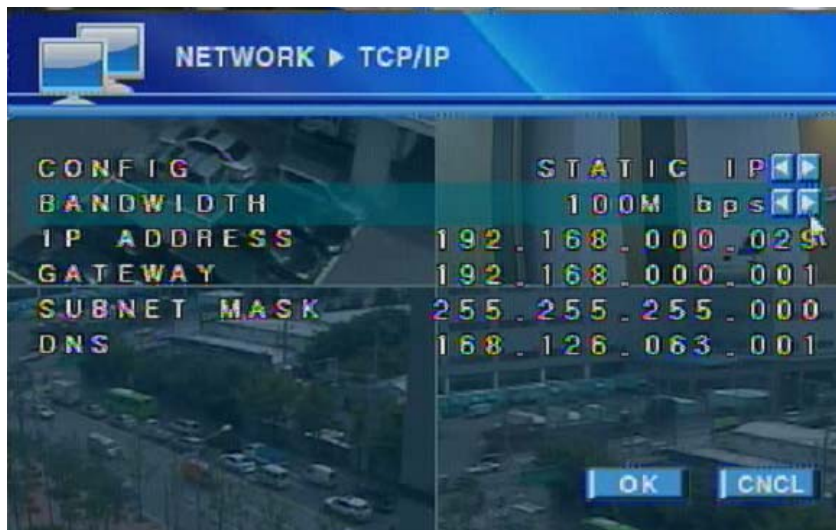 NETWORK ▶ TCP/IP
CONFIG STATIC IP
BANDWIDTH 100M bps
IP ADDRESS 192.168.000.029
GATEWAY 192.168.000.001
SUBNET MASK 255.255.255.000
DNS 168.126.063.001
OK CNCL